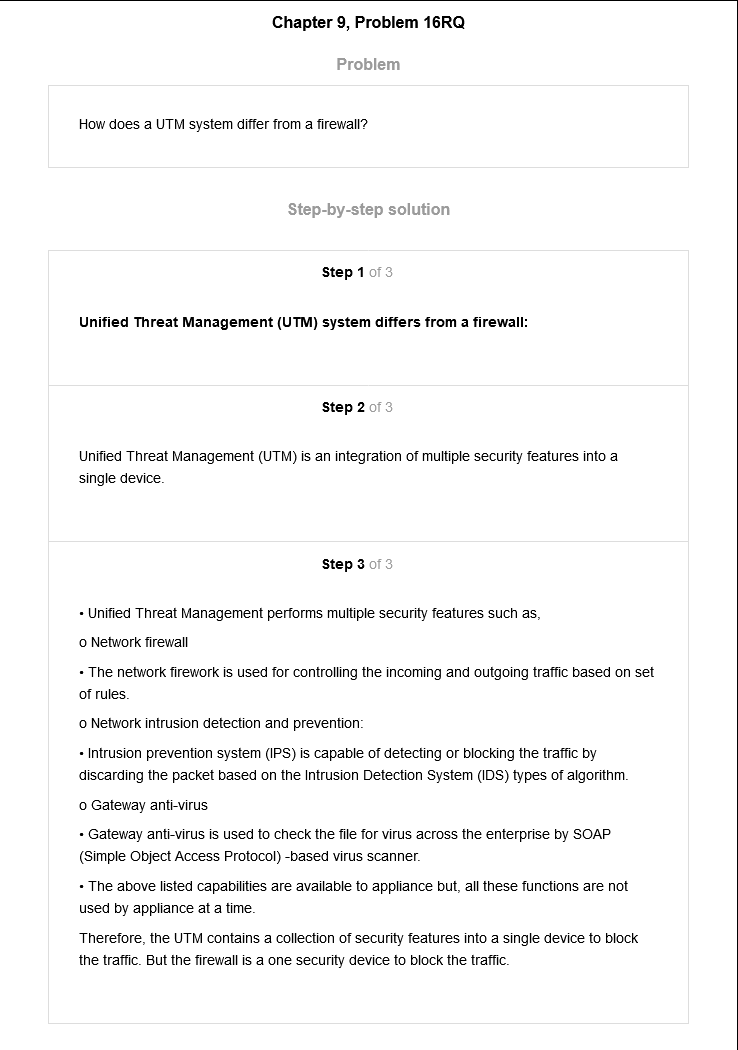 Chapter 9, Problem 16RQ
Problem
How does a UTM system differ from a firewall?
Step-by-step solution
Step 1 of 3
Unified Threat Management (UTM) system differs from a firewall:
Step 2 of 3
Unified Threat Management (UTM) is an integration of multiple security features into a
single device.
Step 3 of 3
• Unified Threat Management performs multiple security features such as,
o Network firewall
• The network firework is used for controlling the incoming and outgoing traffic based on set
of rules.
o Network intrusion detection and prevention:
• Intrusion prevention system (IPS) is capable of detecting or blocking the traffic by
discarding the packet based on the Intrusion Detection System (IDS) types of algorithm.
o Gateway anti-virus
• Gateway anti-virus is used to check the file for virus across the enterprise by SOAP
(Simple Object Access Protocol) -based virus scanner.
• The above listed capabilities are available to appliance but, all these functions are not
used by appliance at a time.
Therefore, the UTM contains a collection of security features into a single device to block
the traffic. But the firewall is a one security device to block the traffic.